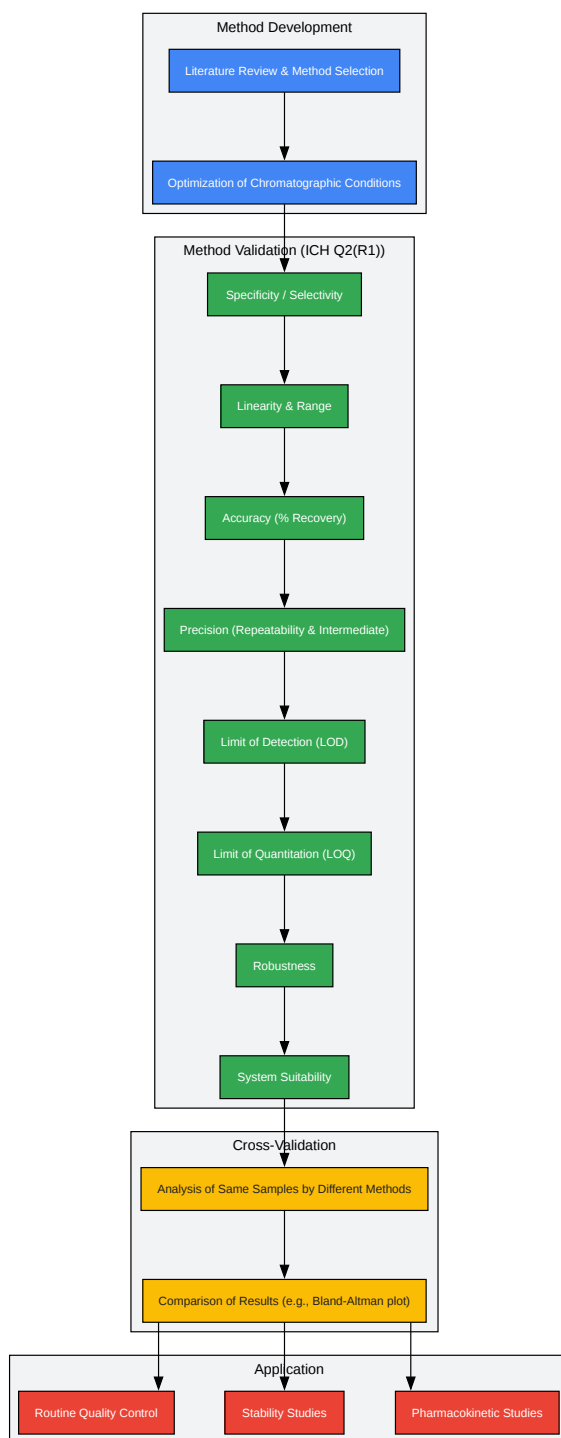 Method Development
Literature Review & Method Selection
Optimization of Chromatographic Conditions
Method Validation (ICH Q2(R1))
Specificity / Selectivity
Linearity & Range
Accuracy (% Recovery)
Precision (Repeatability & Intermediate)
Limit of Detection (LOD)
Limit of Quantitation (LOQ)
Robustness
System Suitability
Cross-Validation
Analysis of Same Samples by Different Methods
Comparison of Results (e.g., Bland-Altman plot)
Application
Routine Quality Control
Stability Studies
Pharmacokinetic Studies